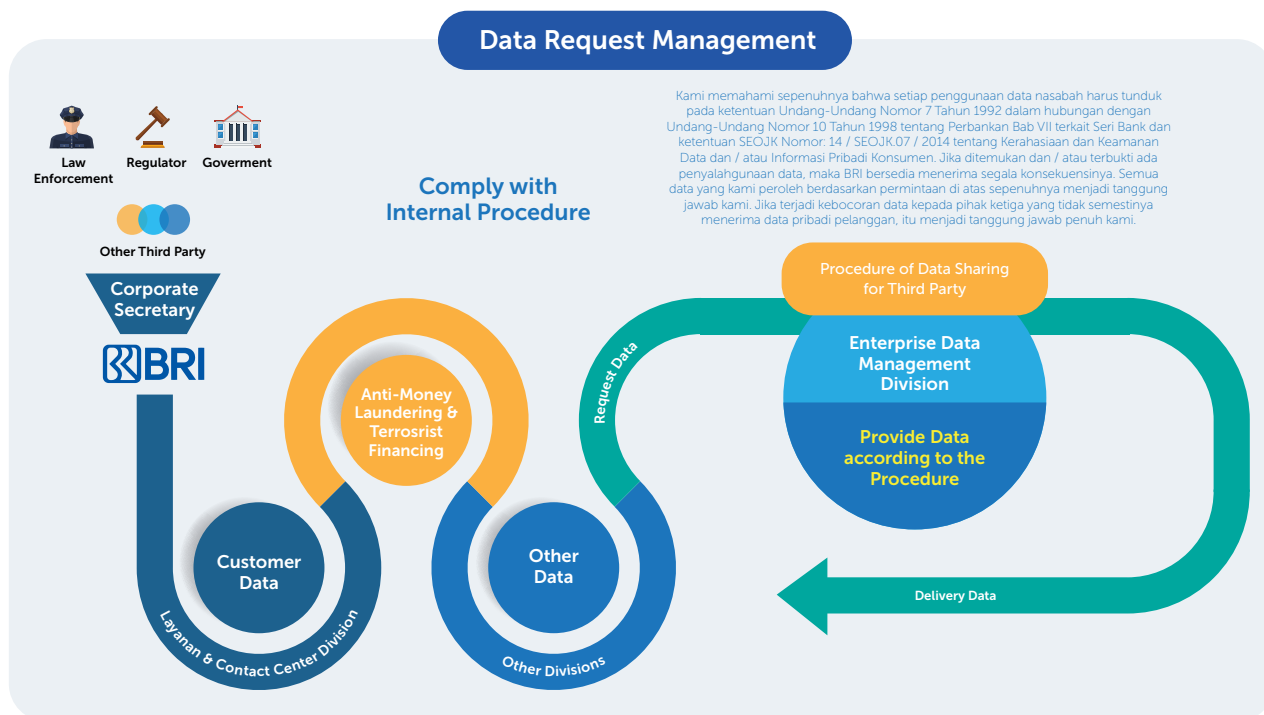 Data Request Management
Law
Enforcement
Regulator
Goverment
Other Third Party
Corporate
Secretary
BRI
Comply with
Internal Procedure
Kami memahami sepenuhnya bahwa setiap penggunaan data nasabah harus tunduk
pada ketentuan Undang-Undang Nomor 7 Tahun 1992 dalam hubungan dengan
Undang-Undang Nomor 10 Tahun 1998 tentang Perbankan Bab VII terkait Seri Bank dan
ketentuan SEOJK Nomor: 14 / SEOJK.07 / 2014 tentang Kerahasiaan dan Keamanan
Data dan / atau Informasi Pribadi Konsumen. Jika ditemukan dan / atau terbukti ada
penyalahgunaan data, maka BRI bersedia menerima segala konsekuensinya. Semua
data yang kami peroleh berdasarkan permintaan di atas sepenuhnya menjadi tanggung
jawab kami. Jika terjadi kebocoran data kepada pihak ketiga yang tidak semestinya
menerima data pribadi pelanggan, itu menjadi tanggung jawab penuh kami.
Customer
Data
Layanan & Contact Center Division
Anti-Money
Laundering &
Terrosrist
Financing
Other
Data
Other Divisions
Request Data
Procedure of Data Sharing
for Third Party
Enterprise Data
Management
Division
Provide Data
according to the
Procedure
Delivery Data